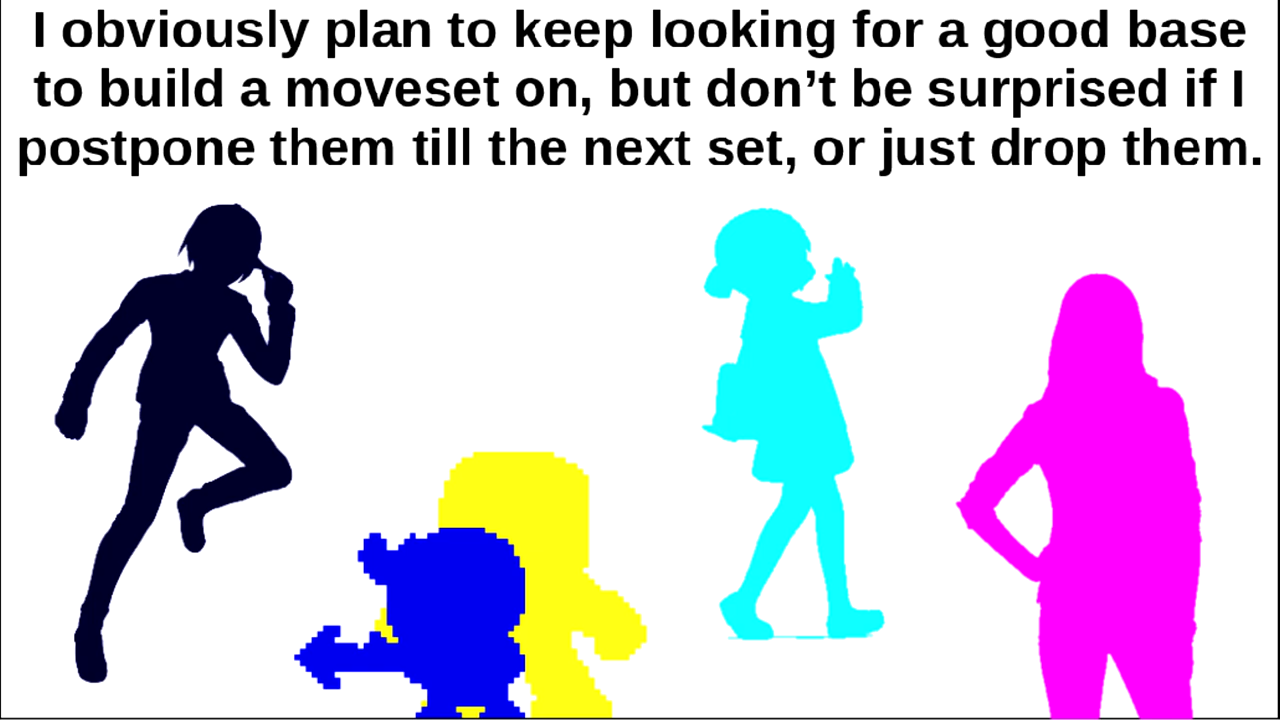 I obviously plan to keep looking for a good base
to build a moveset on, but don’t be surprised if I
postpone them till the next set, or just drop them.